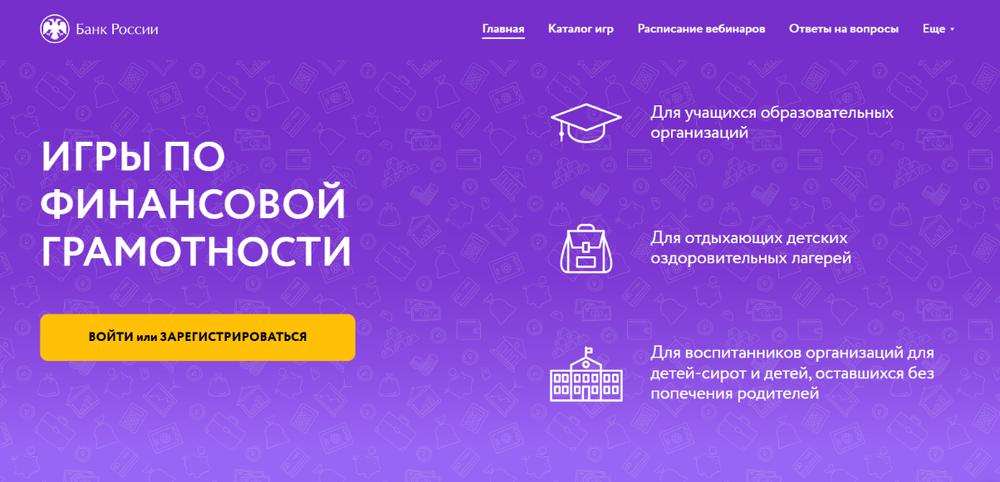 Банк России
Главная
Каталог игр
Расписание вебинаров
Ответы на вопросы
Еще
ИГРЫ ПО
ФИНАНСОВОЙ
ГРАМОТНОСТИ
ВОЙТИ или ЗАРЕГИСТРИРОВАТЬСЯ
Для учащихся образовательных
организаций
Для отдыхающих детских
оздоровительных лагерей
Для воспитанников организаций для
детей-сирот и детей, оставшихся без
попечения родителей